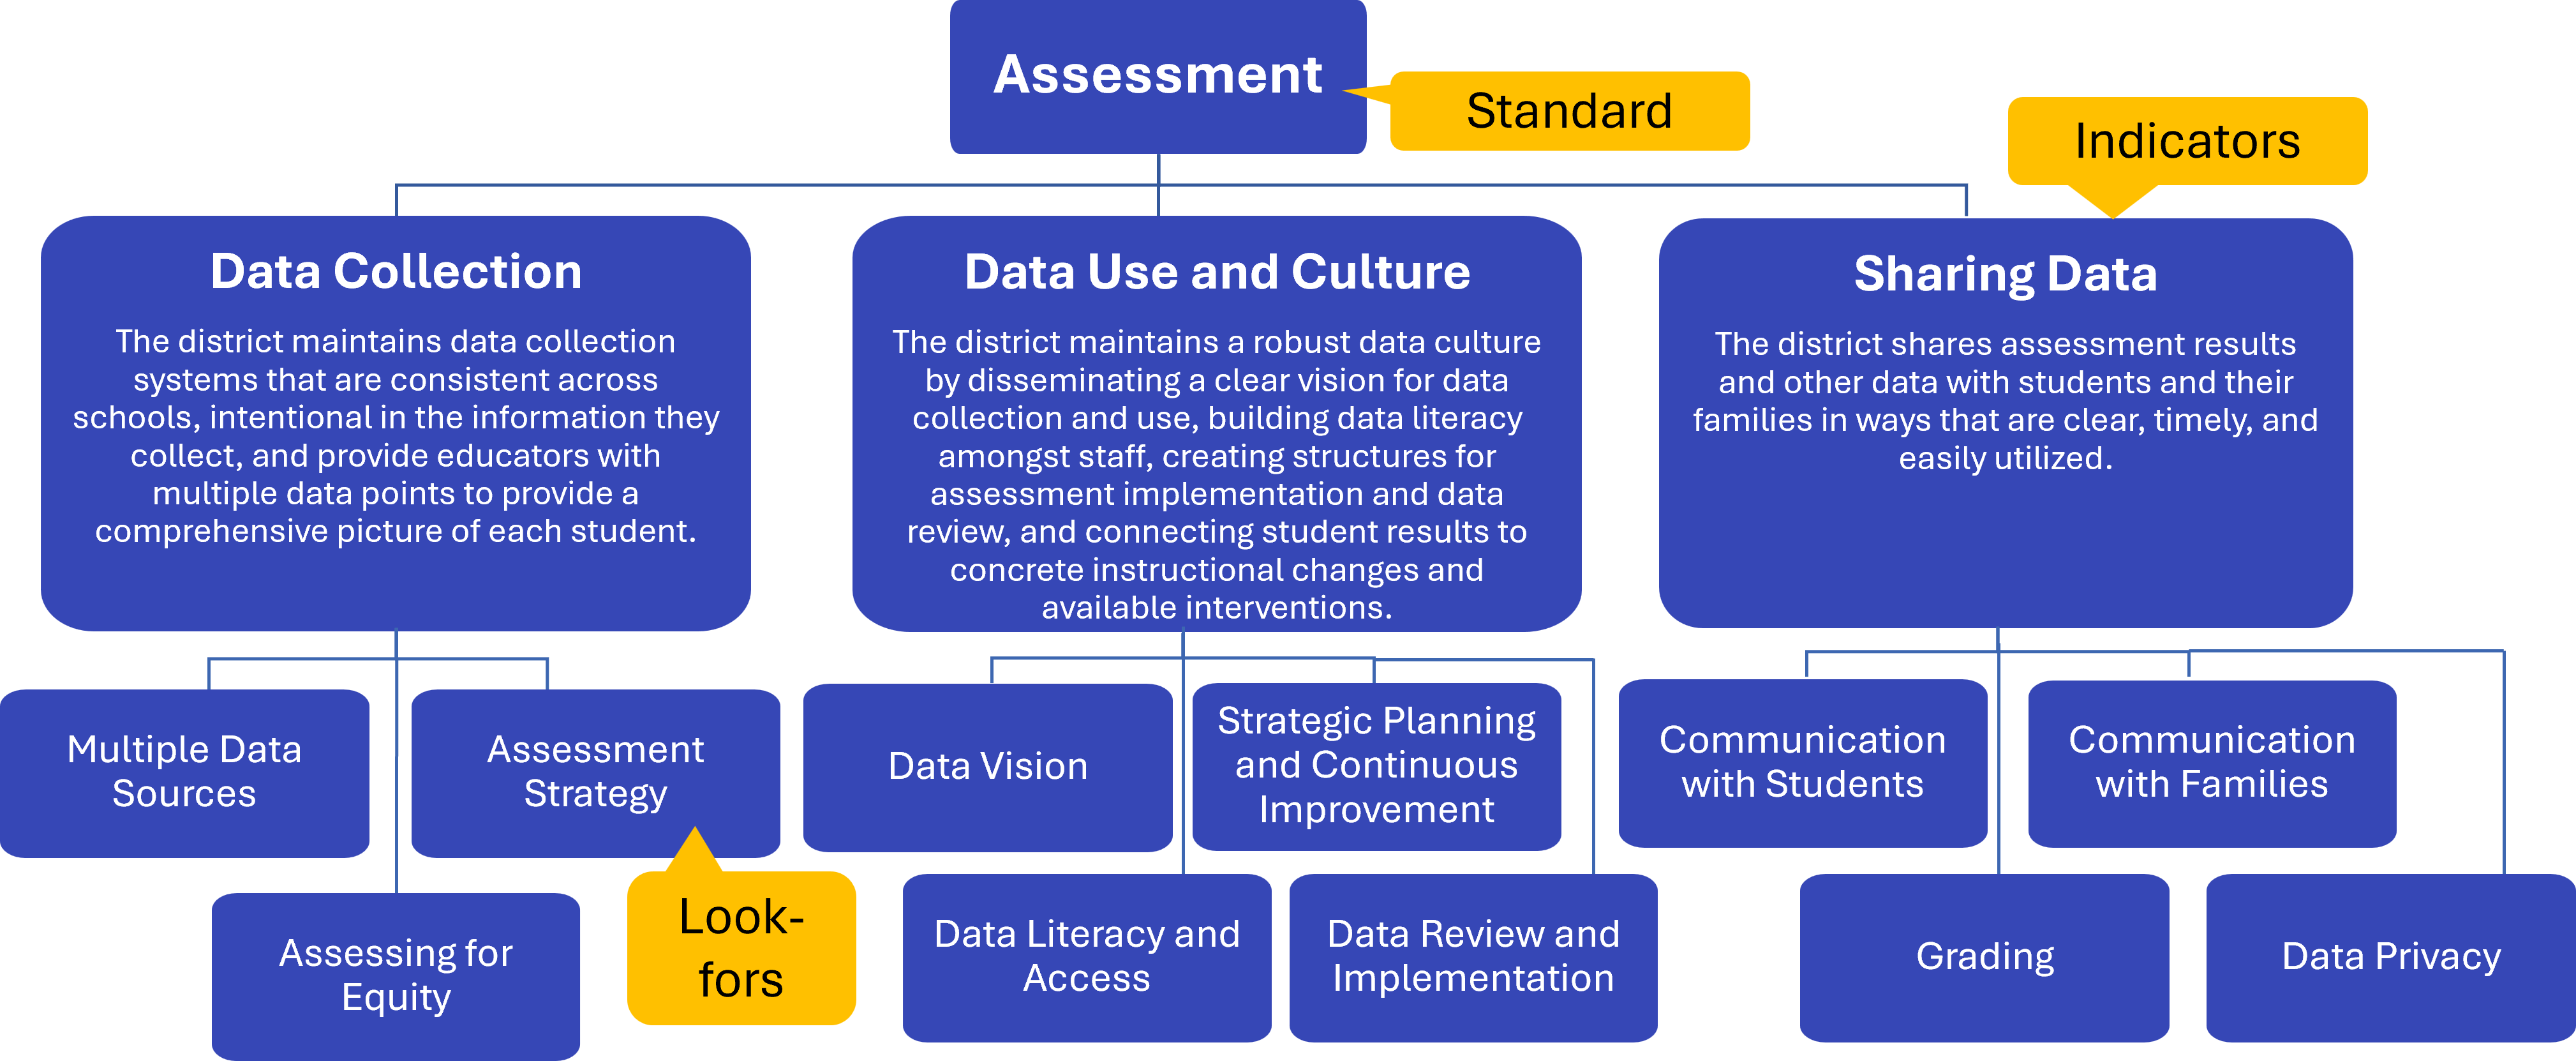 Assessment
Standard
Indicators
Data Collection
The district maintains data collection
systems that are consistent across
schools, intentional in the information they
collect, and provide educators with
multiple data points to provide a
comprehensive picture of each student.
Data Use and Culture
The district maintains a robust data culture
by disseminating a clear vision for data
collection and use, building data literacy
amongst staff, creating structures for
assessment implementation and data
review, and connecting student results to
concrete instructional changes and
available interventions.
Sharing Data
The district shares assessment results
and other data with students and their
families in ways that are clear, timely, and
easily utilized.
Multiple Data
Sources
Assessment
Strategy
Assessing for
Equity
Look-
fors
Data Vision
Strategic Planning
and Continuous
Improvement
Data Literacy and
Access
Data Review and
Implementation
Communication
with Students
Communication
with Families
Grading
Data Privacy